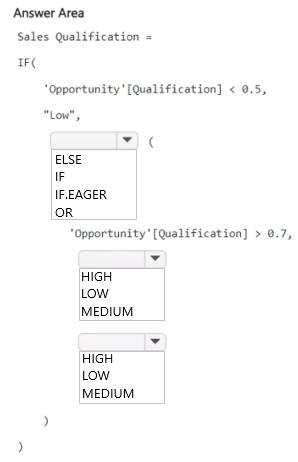 Answer Area
Sales Qualification =
IF(
'Opportunity'[Qualification] < 0.5,
"Low",
(
ELSE
IF
IF.EAGER
OR
'Opportunity'[Qualification] > 0.7,
HIGH
LOW
MEDIUM
HIGH
LOW
MEDIUM
)
)